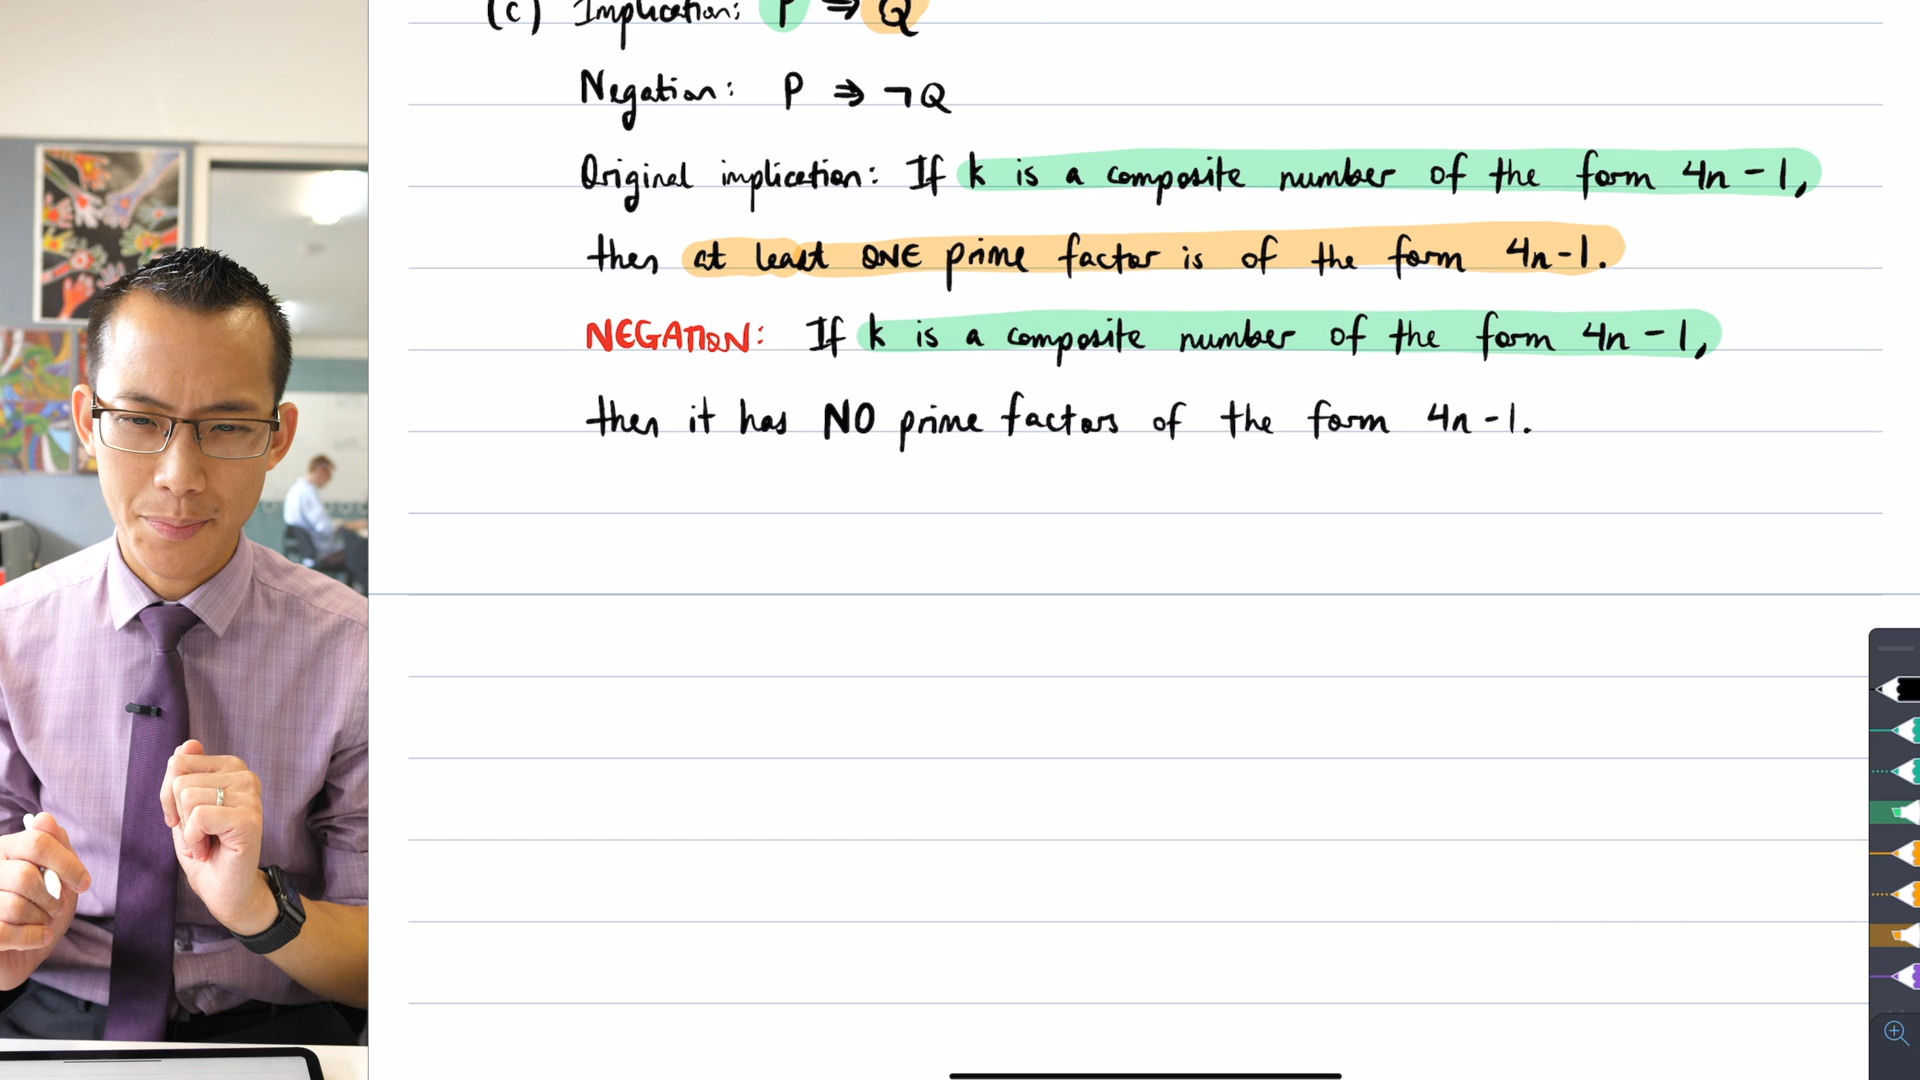 (c) Implication: P ⇒ Q
Negation: P ⇒ ¬Q
Original implication: If k is a composite number of the form 4n-1,
then at least ONE prime factor is of the form 4n-1.
NEGATION: If k is a composite number of the form 4n-1,
then it has NO prime factors of the form 4n-1.